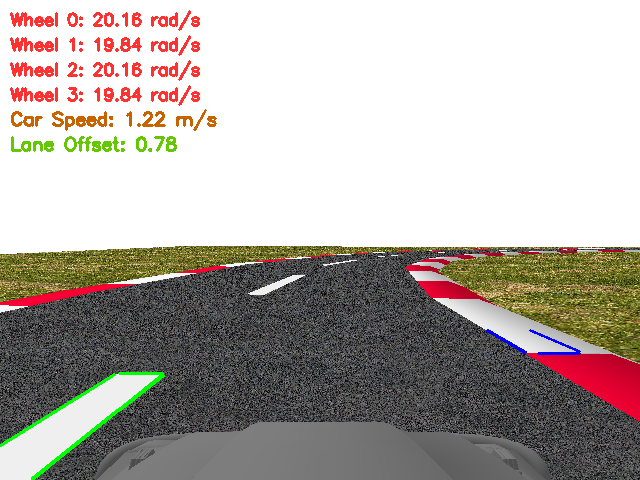 Wheel 0: 20.16 rad/s
Wheel 1: 19.84 rad/s
Wheel 2: 20.16 rad/s
Wheel 3: 19.84 rad/s
Car Speed: 1.22 m/s
Lane Offset: 0.78